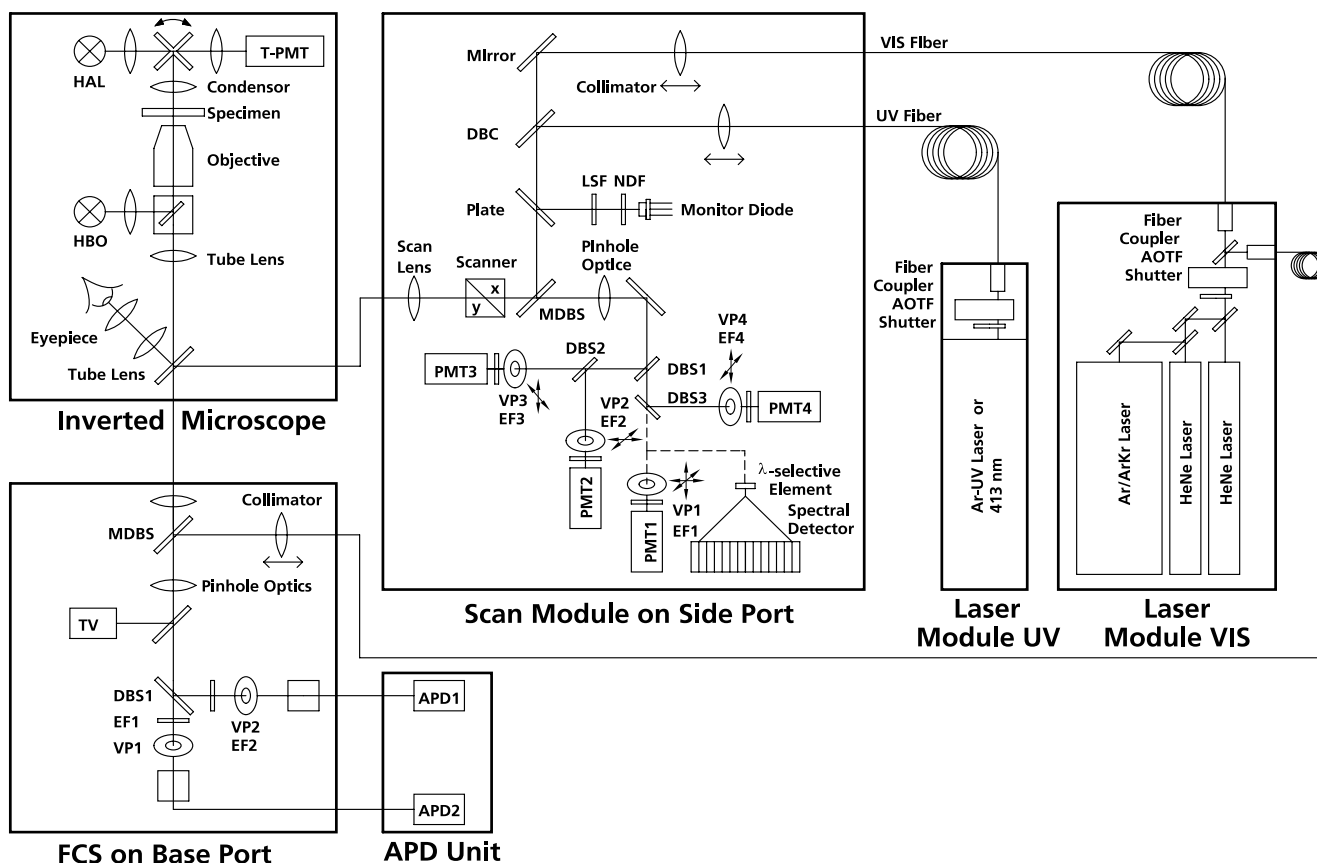 HAL
T-PMT
Condensor
Specimen
Objective
HBO
Tube Lens
Eyepiece
Tube Lens
Inverted Microscope
Mirror
VIS Fiber
Collimator
DBC
UV Fiber
LSF NDF
Plate
Monitor Diode
Scan
Lens
Scanner
x
y
Pinhole
Optice
MDBS
DBS2
VP4
EF4
PMT3
DBS1
DBS3
VP3
EF3
VP2
EF2
PMT4
PMT2
λ-selective
Element
VP1
EF1
PMT1
Spectral
Detector
Scan Module on Side Port
Fiber
Coupler
AOTF
Shutter
Ar-UV Laser or
413 nm
Laser
Module UV
Fiber
Coupler
AOTF
Shutter
Ar/ArKr Laser
HeNe Laser
HeNe Laser
Laser
Module VIS
Collimator
MDBS
Pinhole Optics
TV
DBS1
EF1
VP1
VP2
EF2
FCS on Base Port
APD1
APD2
APD Unit